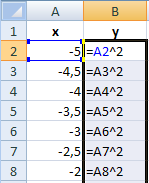 A B
1 x y
2 -5 =A2^2
3 -4,5 =A3^2
4 -4 =A4^2
5 -3,5 =A5^2
6 -3 =A6^2
7 -2,5 =A7^2
8 -2 =A8^2